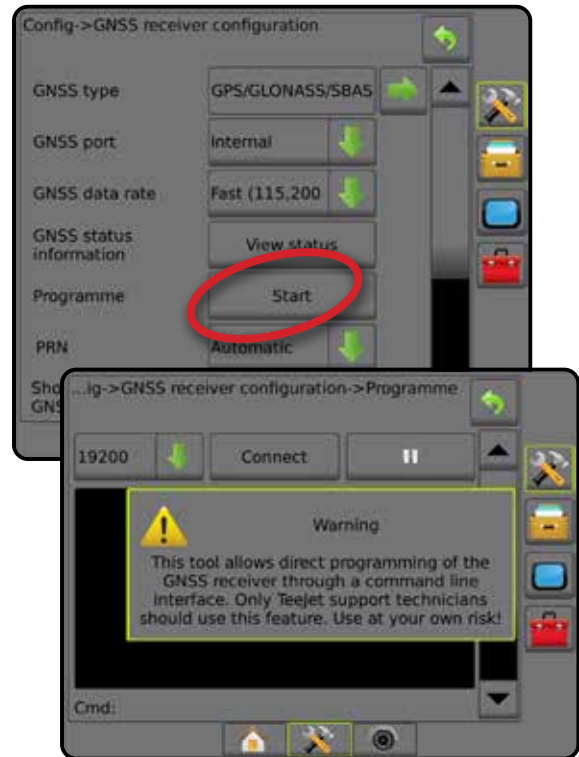 Config->GNSS receiver configuration
GNSS type
GPS/GLONASS/SBAS
GNSS port
Internal
GNSS data rate
Fast (115,200
GNSS status
information
View status
Programme
Start
PRN
Automatic
Sho
GNS
...ig->GNSS receiver configuration->Programme
19200
Connect
Warning
This tool allows direct programming of the
GNSS receiver through a command line
interface. Only TeeJet support technicians
should use this feature. Use at your own risk!
Cmd: